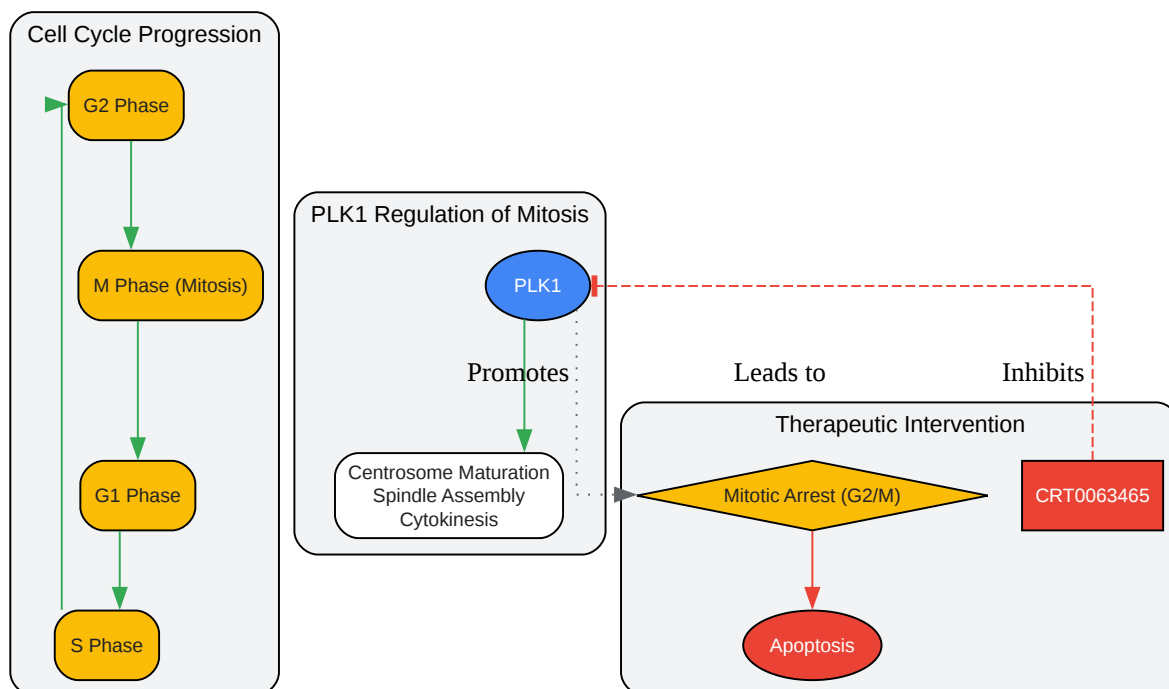 Cell Cycle Progression
G2 Phase
M Phase (Mitosis)
G1 Phase
S Phase
PLK1 Regulation of Mitosis
PLK1
Promotes
Centrosome Maturation
Spindle Assembly
Cytokinesis
Leads to
Inhibits
Therapeutic Intervention
Mitotic Arrest (G2/M)
CRT0063465
Apoptosis